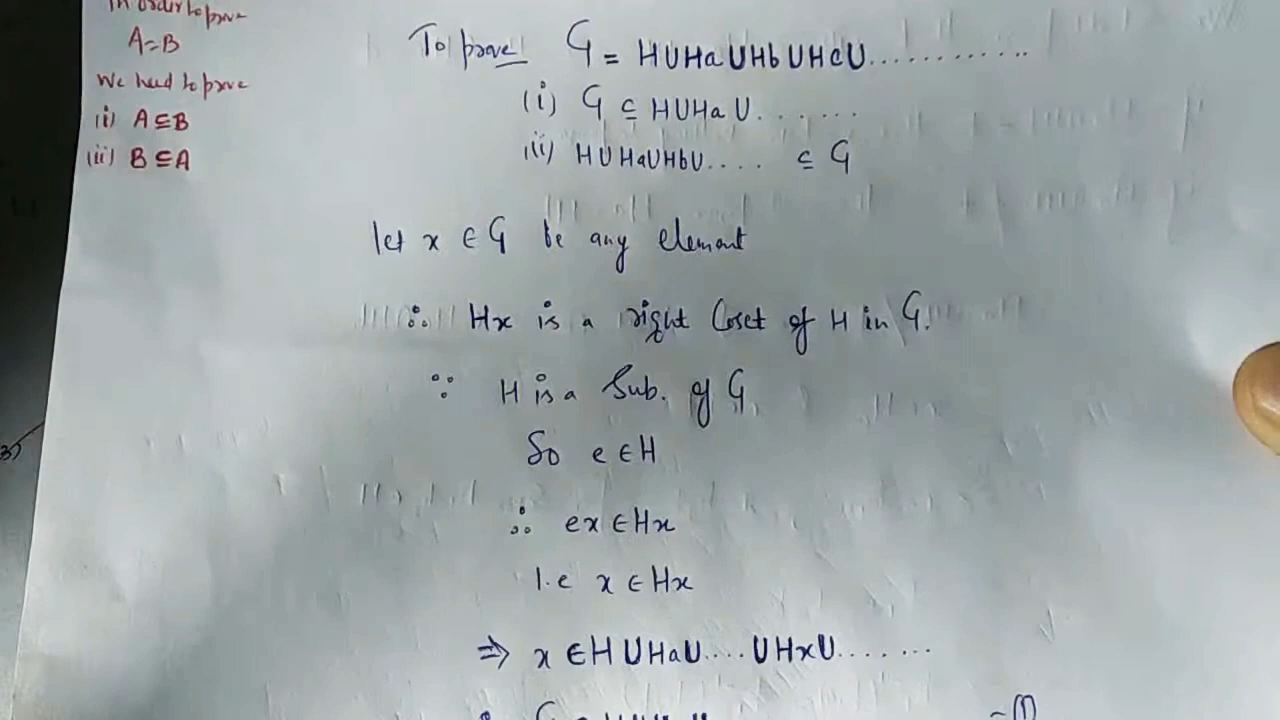 In order to prove
A=B
We need to prove
(i) A⊆B
(ii) B⊆A
To prove G = HUHaUHbUHcU............
(i) G ⊆ HUHaU......
(ii) HUHaUHbU.... ⊆ G
let x ∈ G be any element
∴ Hx is a right Coset of H in G.
∵ H is a Sub. of G
So e ∈ H
∴ ex ∈ Hx
I.e x ∈ Hx
⇒ x ∈ H UHaU....UHxU.......